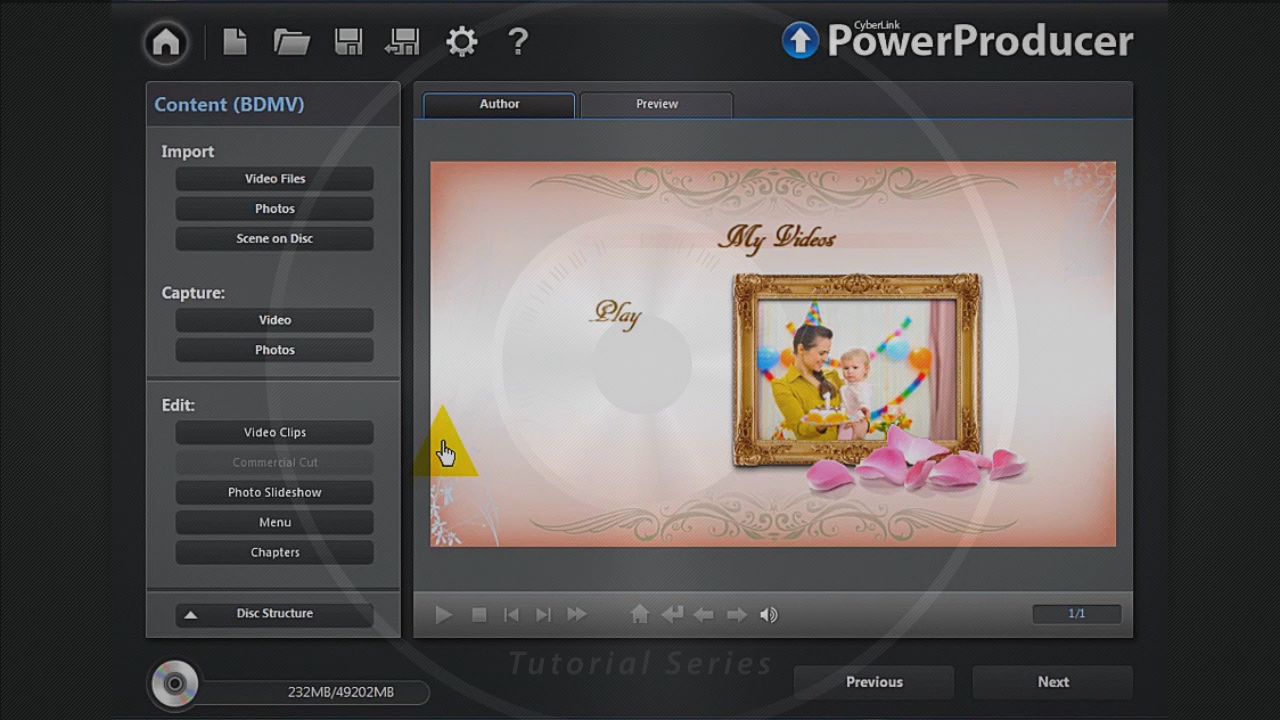 ?
CyberLink
PowerProducer
Content (BDMV)
Author
Preview
Import
Video Files
Photos
Scene on Disc
Capture:
Video
Photos
Edit:
Video Clips
Commercial Cut
Photo Slideshow
Menu
Chapters
Disc Structure
My Videos
Play
1/1
Tutorial Series
232MB/49202MB
Previous
Next